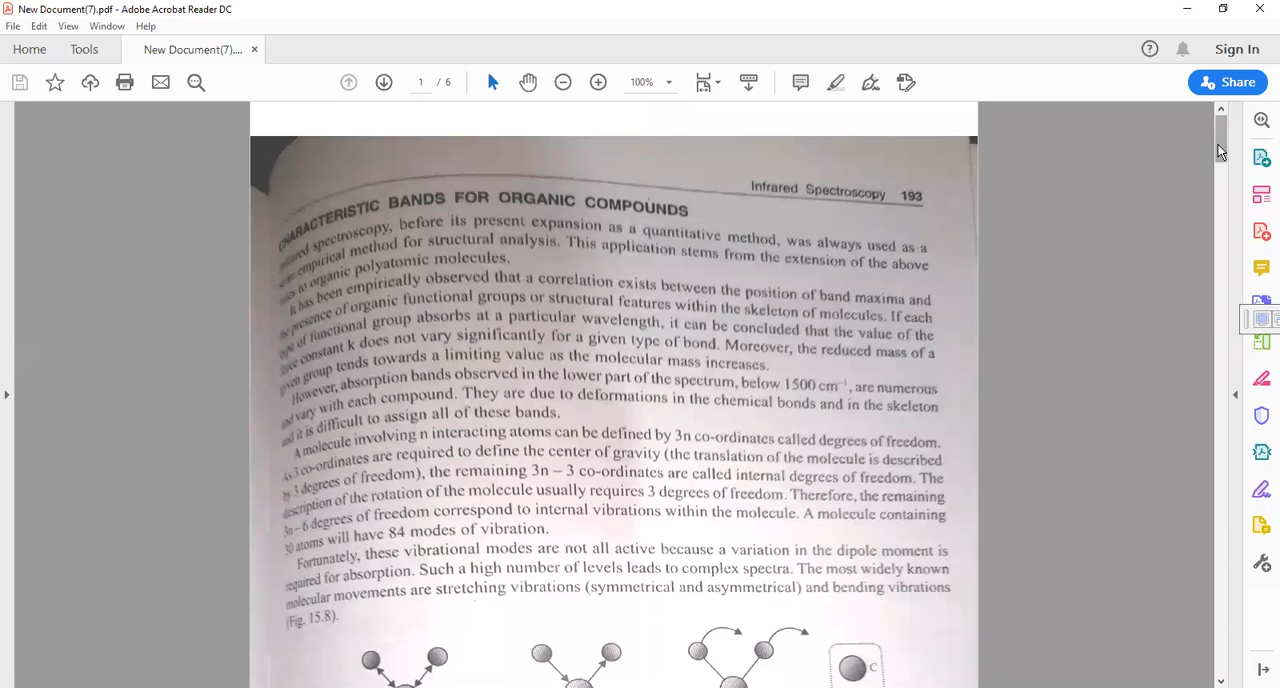 New Document(7).pdf - Adobe Acrobat Reader DC
File Edit View Window Help
Home Tools New Document(7).... ×
Sign In
1 / 6 100%
Share
Infrared Spectroscopy 193
CHARACTERISTIC BANDS FOR ORGANIC COMPOUNDS
Infrared spectroscopy, before its present expansion as a quantitative method, was always used as a
empirical method for structural analysis. This application stems from the extension of the above
to organic polyatomic molecules.
It has been empirically observed that a correlation exists between the position of band maxima and
the presence of organic functional groups or structural features within the skeleton of molecules. If each
type of functional group absorbs at a particular wavelength, it can be concluded that the value of the
force constant k does not vary significantly for a given type of bond. Moreover, the reduced mass of a
given group tends towards a limiting value as the molecular mass increases.
However, absorption bands observed in the lower part of the spectrum, below 1500 cm⁻¹, are numerous
and vary with each compound. They are due to deformations in the chemical bonds and in the skeleton
and it is difficult to assign all of these bands.
A molecule involving n interacting atoms can be defined by 3n co-ordinates called degrees of freedom.
As 3 co-ordinates are required to define the center of gravity (the translation of the molecule is described
by 3 degrees of freedom), the remaining 3n – 3 co-ordinates are called internal degrees of freedom. The
description of the rotation of the molecule usually requires 3 degrees of freedom. Therefore, the remaining
3n – 6 degrees of freedom correspond to internal vibrations within the molecule. A molecule containing
30 atoms will have 84 modes of vibration.
Fortunately, these vibrational modes are not all active because a variation in the dipole moment is
required for absorption. Such a high number of levels leads to complex spectra. The most widely known
molecular movements are stretching vibrations (symmetrical and asymmetrical) and bending vibrations
(Fig. 15.8).
C